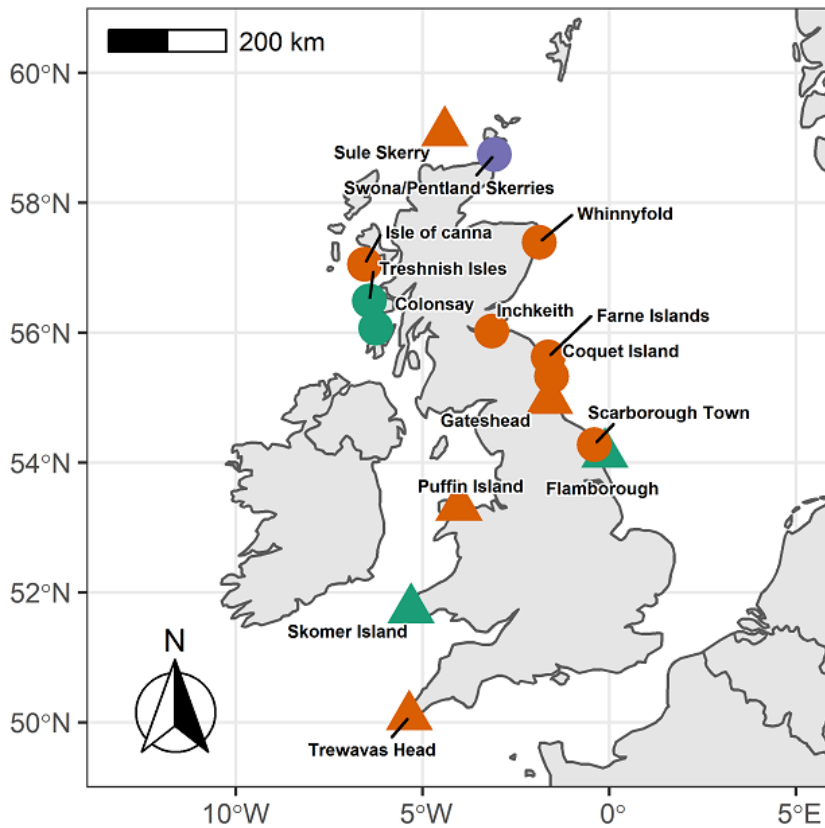 200 km
60°N
Sule Skerry
Swona/Pentland Skerries
58°N
Whinnyfold
Isle of canna
Treshnish Isles
Colonsay
Inchkeith
Farne Islands
56°N
Coquet Island
Scarborough Town
Gateshead
54°N
Puffin Island
Flamborough
52°N
Skomer Island
N
50°N
Trewavas Head
10°W
5°W
0°
5°E